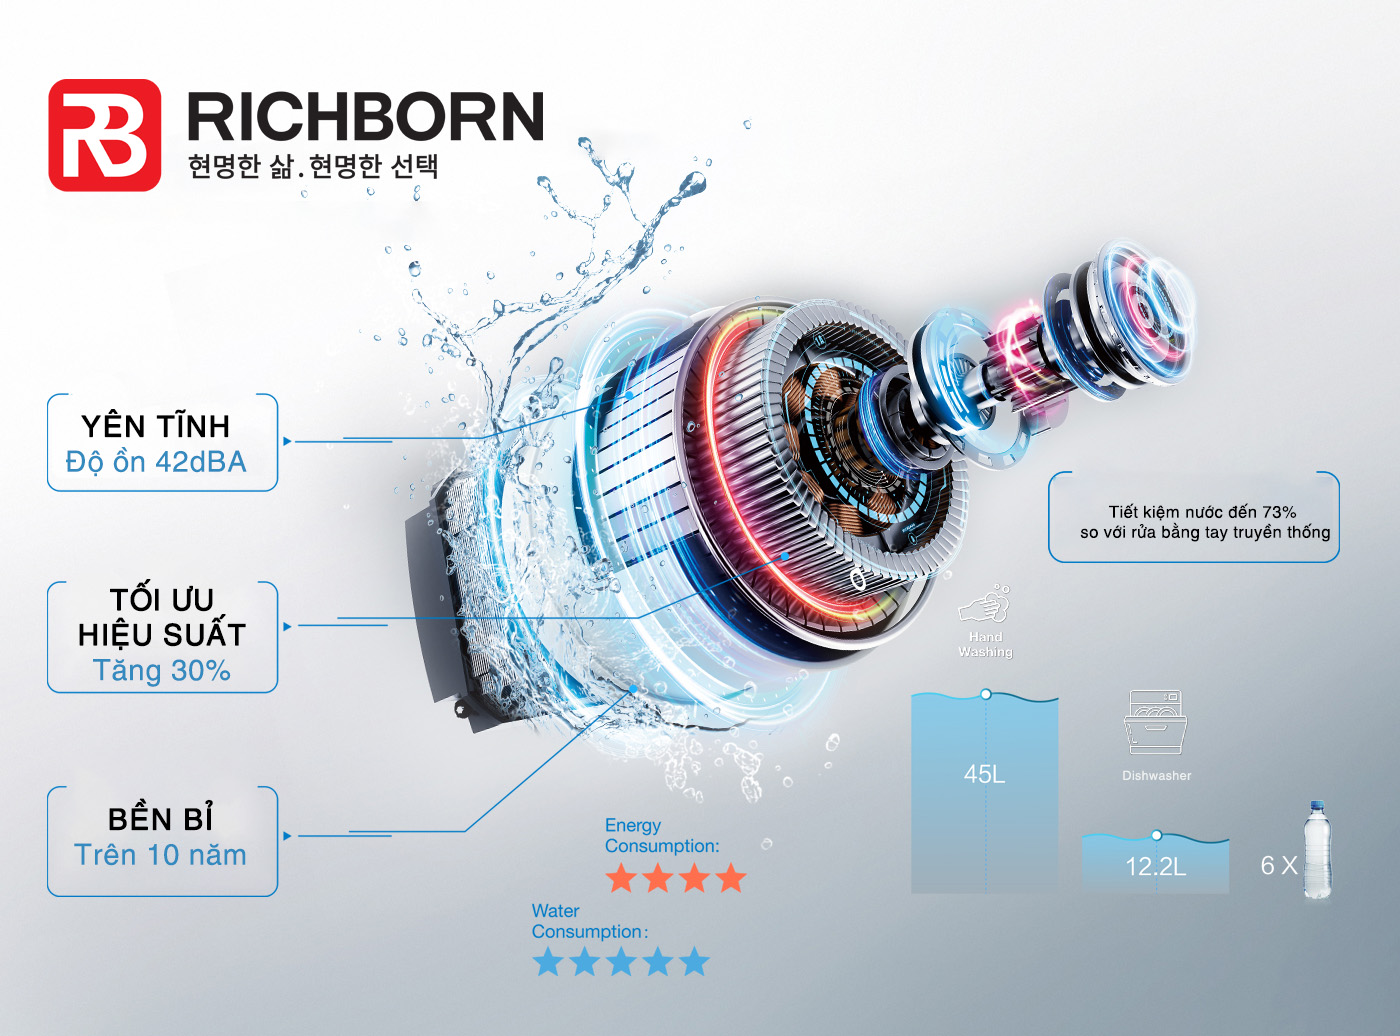 RB
RICHBORN
현명한 삶.현명한 선택
YÊN TĨNH
Độ ồn 42dBA
TỐI ƯU
HIỆU SUẤT
Tăng 30%
BỀN BỈ
Trên 10 năm
Tiết kiệm nước đến 73%
so với rửa bằng tay truyền thống
Hand
Washing
45L
Dishwasher
12.2L
6 X
Energy
Consumption:
Water
Consumption: